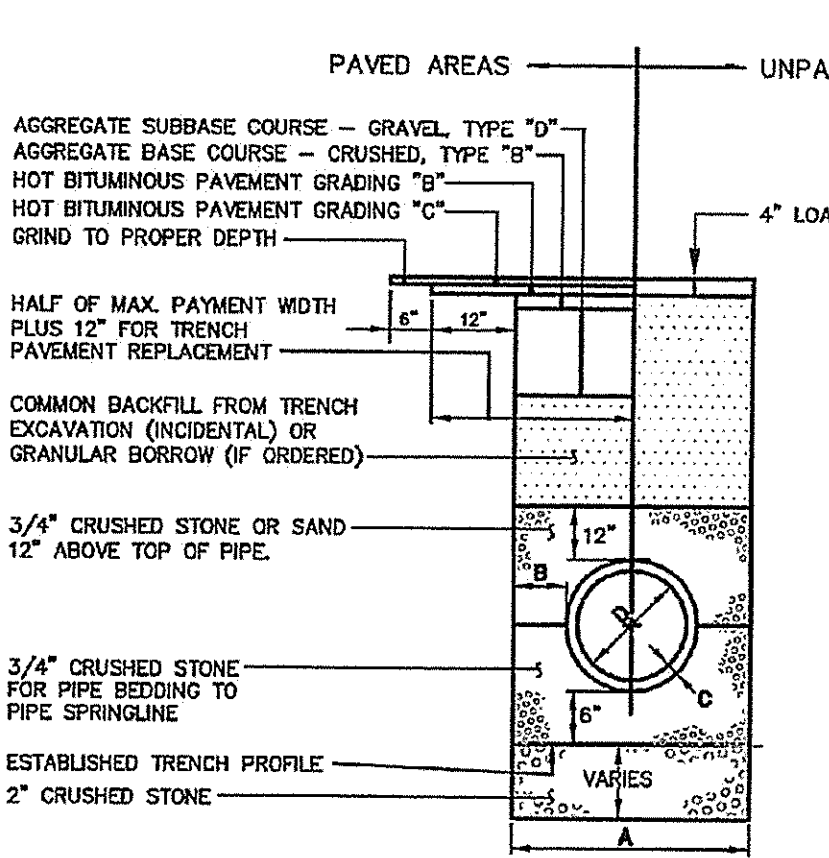 PAVED AREAS
UNPA
AGGREGATE SUBBASE COURSE – GRAVEL, TYPE "D"
AGGREGATE BASE COURSE – CRUSHED, TYPE "B"
HOT BITUMINOUS PAVEMENT GRADING "B"
HOT BITUMINOUS PAVEMENT GRADING "C"
GRIND TO PROPER DEPTH
4" LOA
HALF OF MAX. PAYMENT WIDTH
PLUS 12" FOR TRENCH
PAVEMENT REPLACEMENT
6"
12"
COMMON BACKFILL FROM TRENCH
EXCAVATION (INCIDENTAL) OR
GRANULAR BORROW (IF ORDERED)
3/4" CRUSHED STONE OR SAND
12" ABOVE TOP OF PIPE.
12"
B
D
3/4" CRUSHED STONE
FOR PIPE BEDDING TO
PIPE SPRINGLINE
C
6"
ESTABLISHED TRENCH PROFILE
2" CRUSHED STONE
VARIES
A